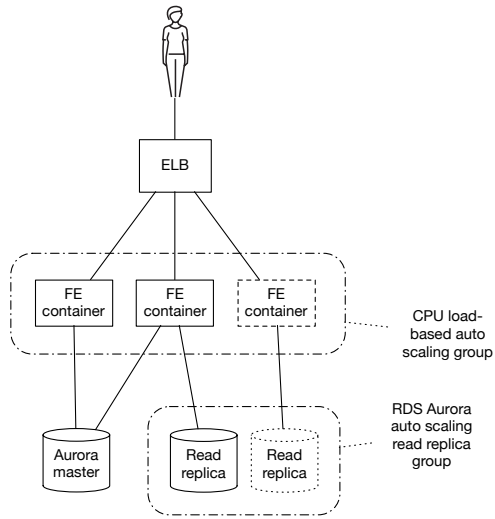 ELB
FE
container
FE
container
FE
container
CPU load-
based auto
scaling group
RDS Aurora
auto scaling
read replica
group
Aurora
master
Read
replica
Read
replica